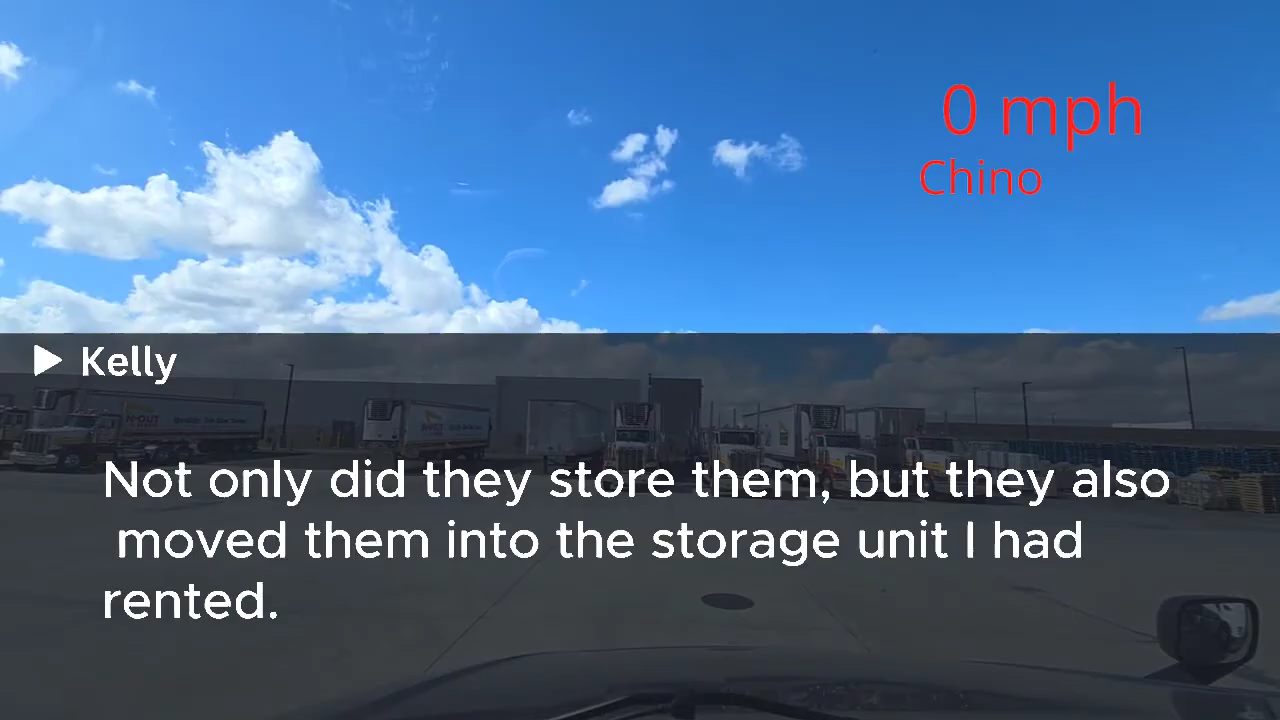 0 mph
Chino
Kelly
Not only did they store them, but they also
moved them into the storage unit I had
rented.
N-OUT